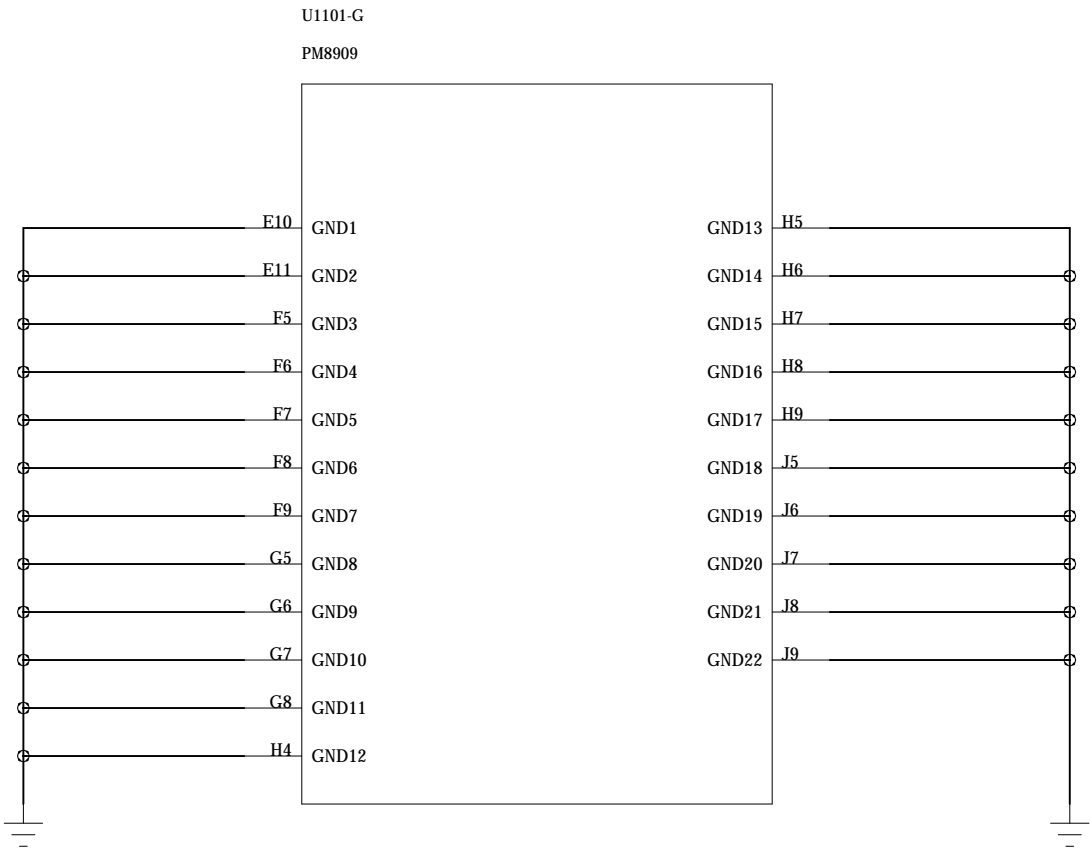 U1101-G
PM8909
E10 GND1 GND13 H5
E11 GND2 GND14 H6
F5 GND3 GND15 H7
F6 GND4 GND16 H8
F7 GND5 GND17 H9
F8 GND6 GND18 J5
F9 GND7 GND19 J6
G5 GND8 GND20 J7
G6 GND9 GND21 J8
G7 GND10 GND22 J9
G8 GND11
H4 GND12